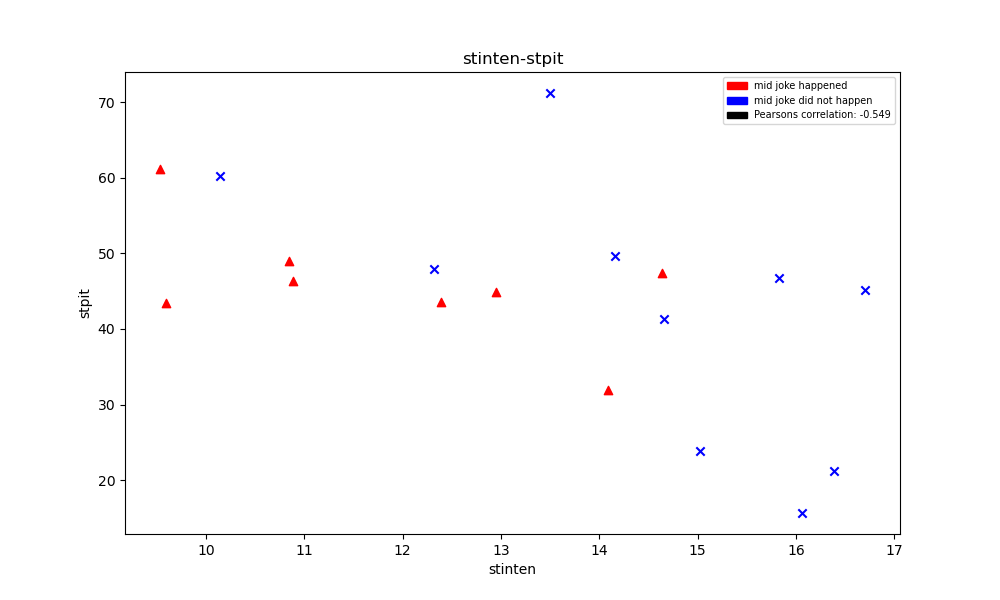 stinten-stpit
mid joke happened
mid joke did not happen
Pearsons correlation: -0.549
70
60
50
40
30
20
stpit
10 11 12 13 14 15 16 17
stinten